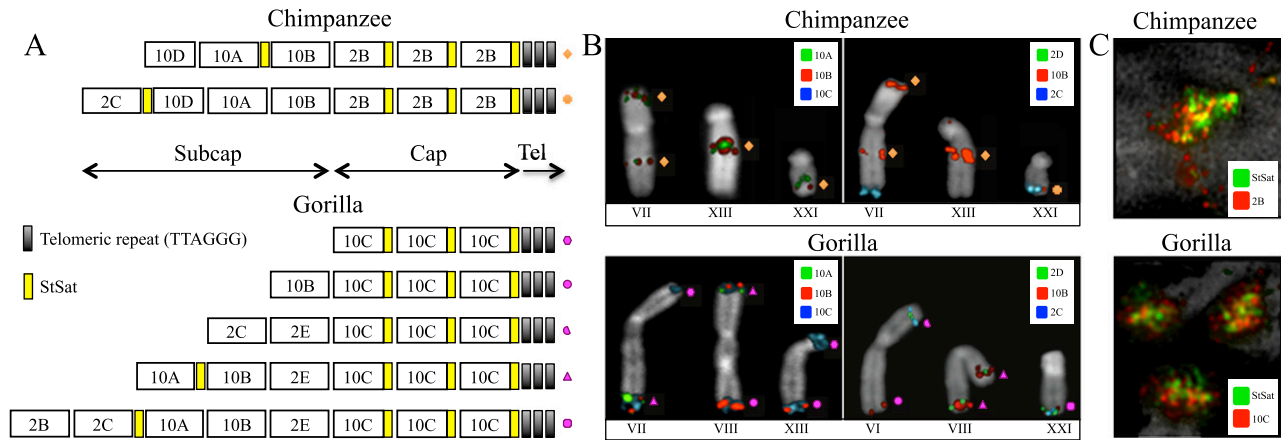 A
Chimpanzee
10D 10A 10B 2B 2B 2B
2C 10D 10A 10B 2B 2B 2B
Subcap Cap Tel
Gorilla
Telomeric repeat (TTAGGG)
StSat
10C 10C 10C
10B 10C 10C 10C
2C 2E 10C 10C 10C
10A 10B 2E 10C 10C 10C
2B 2C 10A 10B 2E 10C 10C 10C
B
Chimpanzee
10A
10B
10C
VII XIII XXI
2D
10B
2C
VII XIII XXI
Gorilla
10A
10B
10C
VII VIII XIII
2D
10B
2C
VI VIII XXI
C
Chimpanzee
StSat
2B
Gorilla
StSat
10C